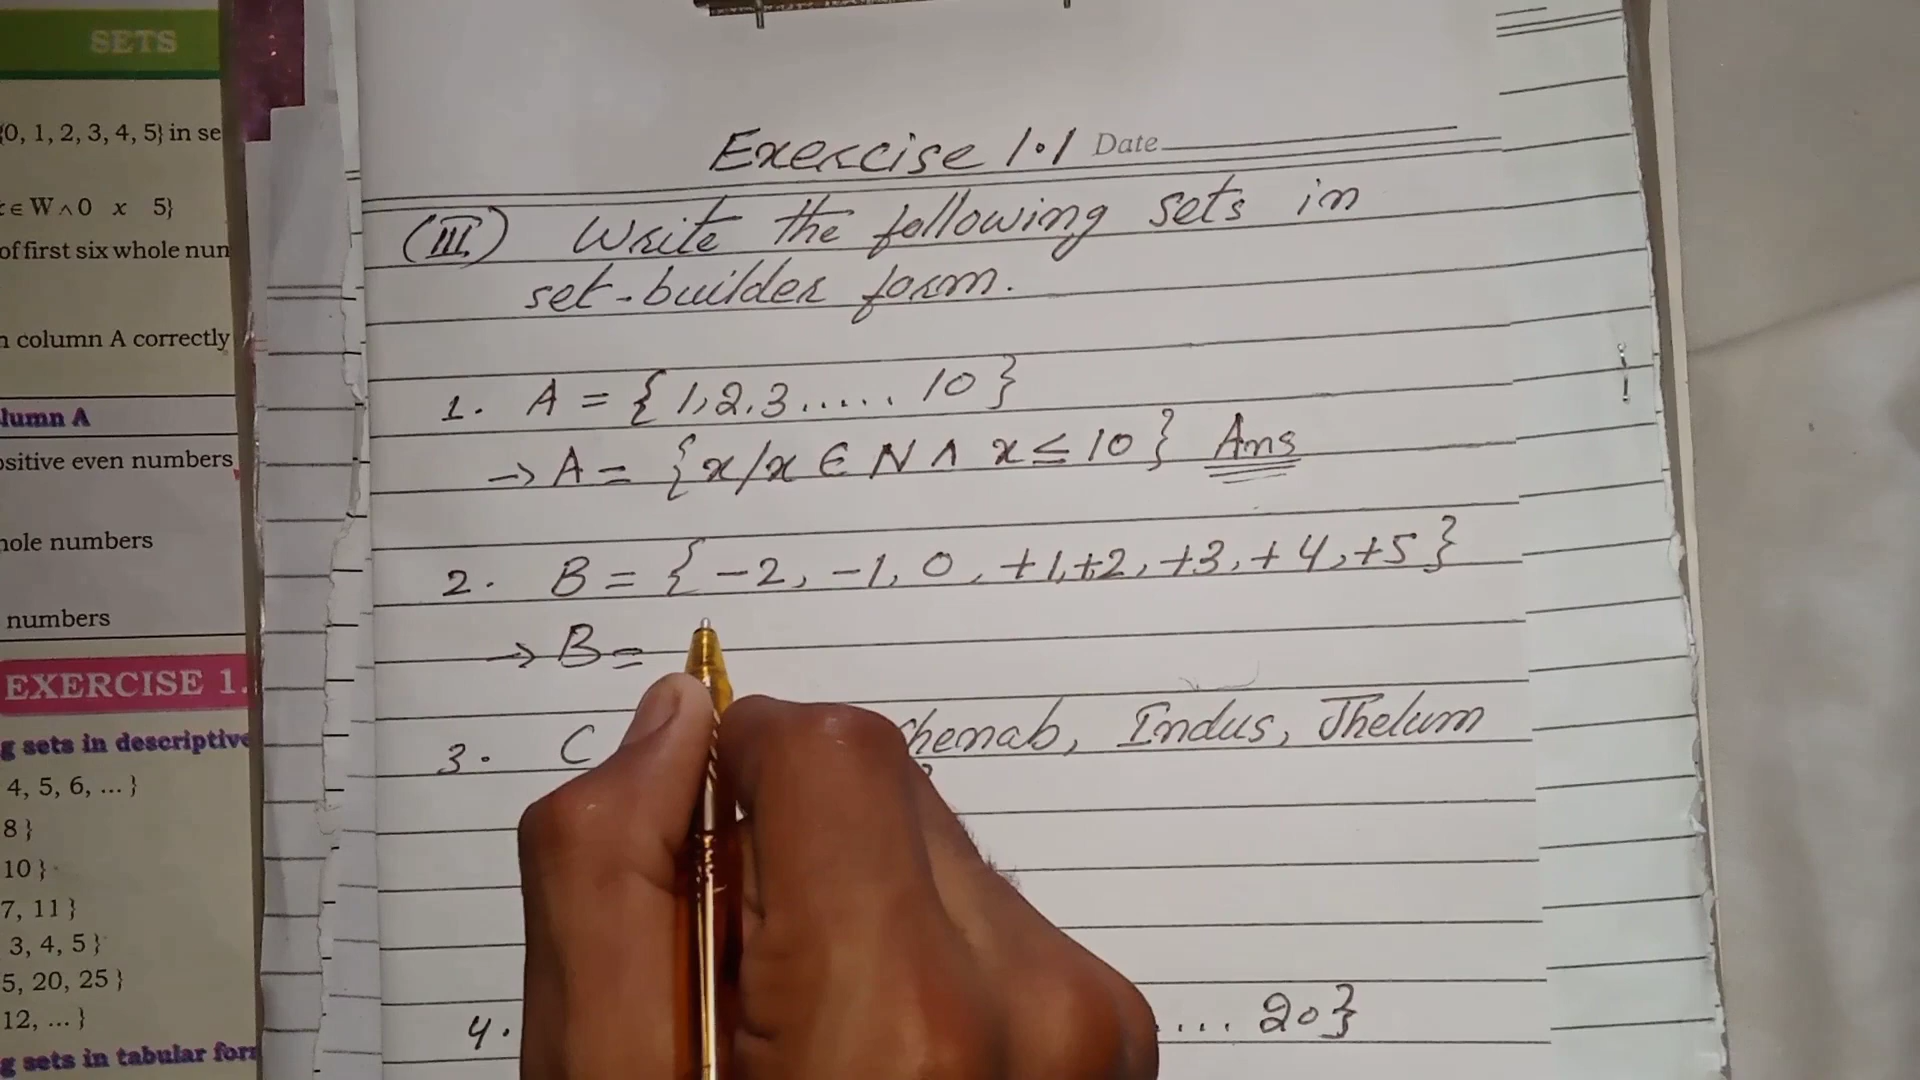 SETS
{0, 1, 2, 3, 4, 5} in se
∈ W ∧ 0 x 5}
of first six whole num
column A correctly
lumn A
ositive even numbers
hole numbers
numbers
EXERCISE 1.
g sets in descriptive
4, 5, 6, ... }
8 }
10 }
7, 11 }
3, 4, 5 }
5, 20, 25 }
12, ... }
g sets in tabular form
Exercise 1.1 Date
(III) Write the following sets in
set-builder form.
1. A = { 1, 2, 3 ..... 10 }
→ A = { x/x ∈ N ∧ x ≤ 10 } Ans
2. B = { -2, -1, 0, +1, +2, +3, +4, +5 }
→ B =
3. C henab, Indus, Jhelum
4. .... 20}